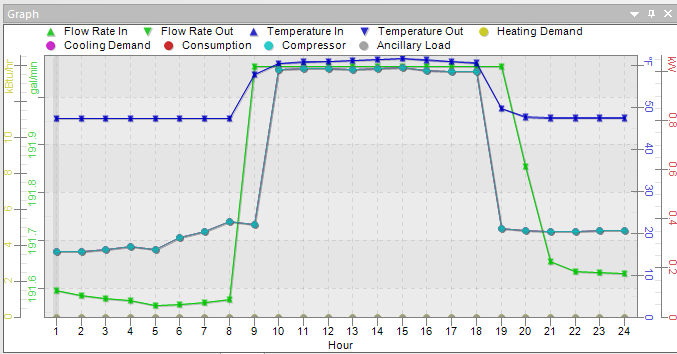 Graph
Flow Rate In Flow Rate Out Temperature In Temperature Out Heating Demand
Cooling Demand Consumption Compressor Ancillary Load
kBtu/hr
10
8
6
4
2
0
gal/min
191.9
191.8
191.7
191.6
°F
50
40
30
20
10
0
kW
0.8
0.6
0.4
0.2
0
1 2 3 4 5 6 7 8 9 10 11 12 13 14 15 16 17 18 19 20 21 22 23 24
Hour